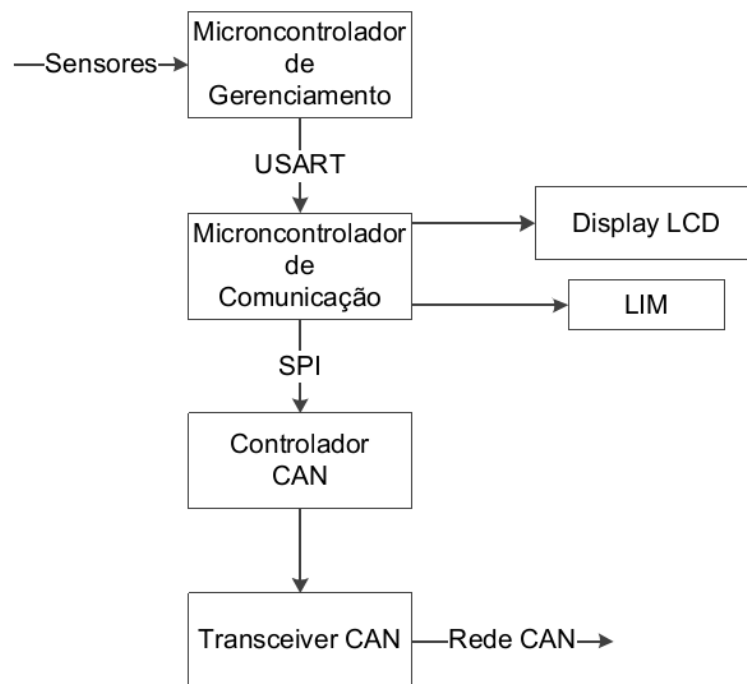 Microncontrolador
de
Gerenciamento
Sensores
USART
Microncontrolador
de
Comunicação
Display LCD
LIM
SPI
Controlador
CAN
Transceiver CAN
Rede CAN